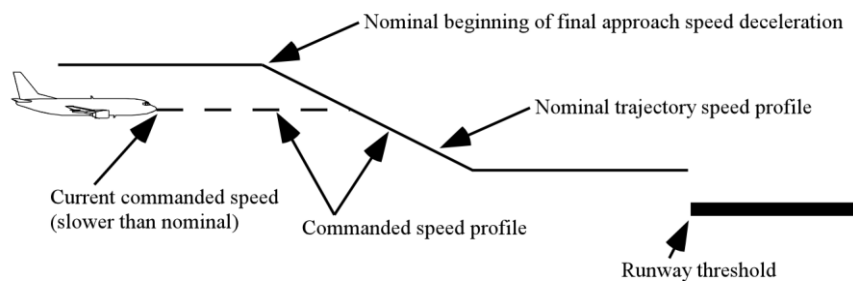 Nominal beginning of final approach speed deceleration
Nominal trajectory speed profile
Current commanded speed
(slower than nominal)
Commanded speed profile
Runway threshold